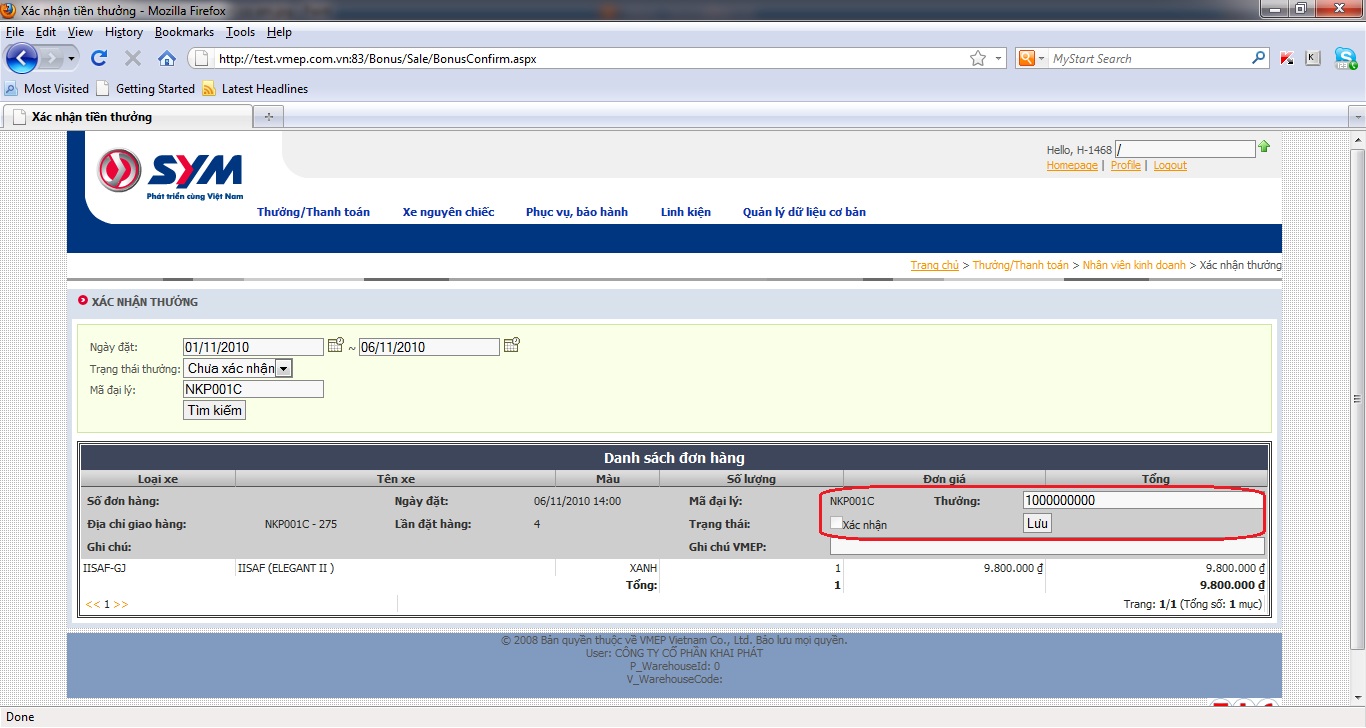 Xác nhận tiền thưởng - Mozilla Firefox
File Edit View History Bookmarks Tools Help
http://test.vmep.com.vn:83/Bonus/Sale/BonusConfirm.aspx MyStart Search
Most Visited Getting Started Latest Headlines
Xác nhận tiền thưởng
SYM
Phát triển cùng Việt Nam
Hello, H-1468 /
Homepage | Profile | Logout
Thưởng/Thanh toán Xe nguyên chiếc Phục vụ, bảo hành Linh kiện Quản lý dữ liệu cơ bản
Trang chủ > Thưởng/Thanh toán > Nhân viên kinh doanh > Xác nhận thưởng
XÁC NHẬN THƯỞNG
Ngày đặt: 01/11/2010 ~ 06/11/2010
Trạng thái thưởng: Chưa xác nhận
Mã đại lý: NKP001C
Tìm kiếm
Danh sách đơn hàng
Loại xe Tên xe Màu Số lượng Đơn giá Tổng
Số đơn hàng: Ngày đặt: 06/11/2010 14:00 Mã đại lý: NKP001C Thưởng: 1000000000
Địa chỉ giao hàng: NKP001C - 275 Lần đặt hàng: 4 Trạng thái: Xác nhận Lưu
Ghi chú: Ghi chú VMEP:
IISAF-GJ IISAF (ELEGANT II ) XANH 1 9.800.000 ₫ 9.800.000 ₫
Tổng: 1 9.800.000 ₫
<< 1 >> Trang: 1/1 (Tổng số: 1 mục)
© 2008 Bản quyền thuộc về VMEP Vietnam Co., Ltd. Bảo lưu mọi quyền.
User: CÔNG TY CỔ PHẦN KHAI PHÁT
P_WarehouseId: 0
V_WarehouseCode:
Done